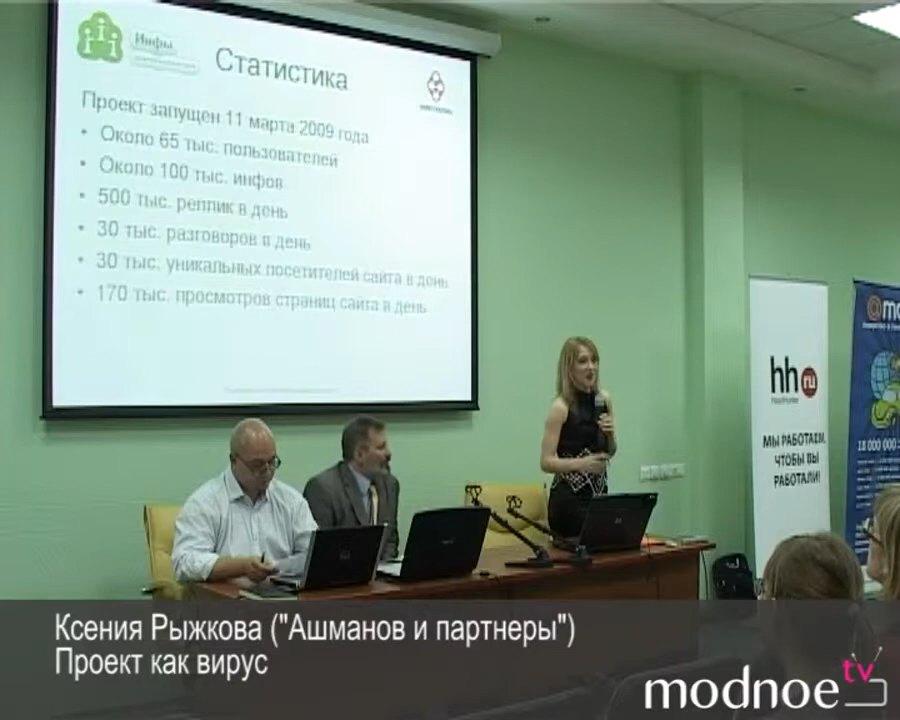 Инфы
Статистика
Проект запущен 11 марта 2009 года
• Около 65 тыс. пользователей
• Около 100 тыс. инфов
• 500 тыс. реплик в день
• 30 тыс. разговоров в день
• 30 тыс. уникальных посетителей сайта в день
• 170 тыс. просмотров страниц сайта в день
hh ru
HeadHunter
МЫ РАБОТАЕМ,
ЧТОБЫ ВЫ
РАБОТАЛИ!
@mo
18 000 000
Ксения Рыжкова ("Ашманов и партнеры")
Проект как вирус
modnoe tv